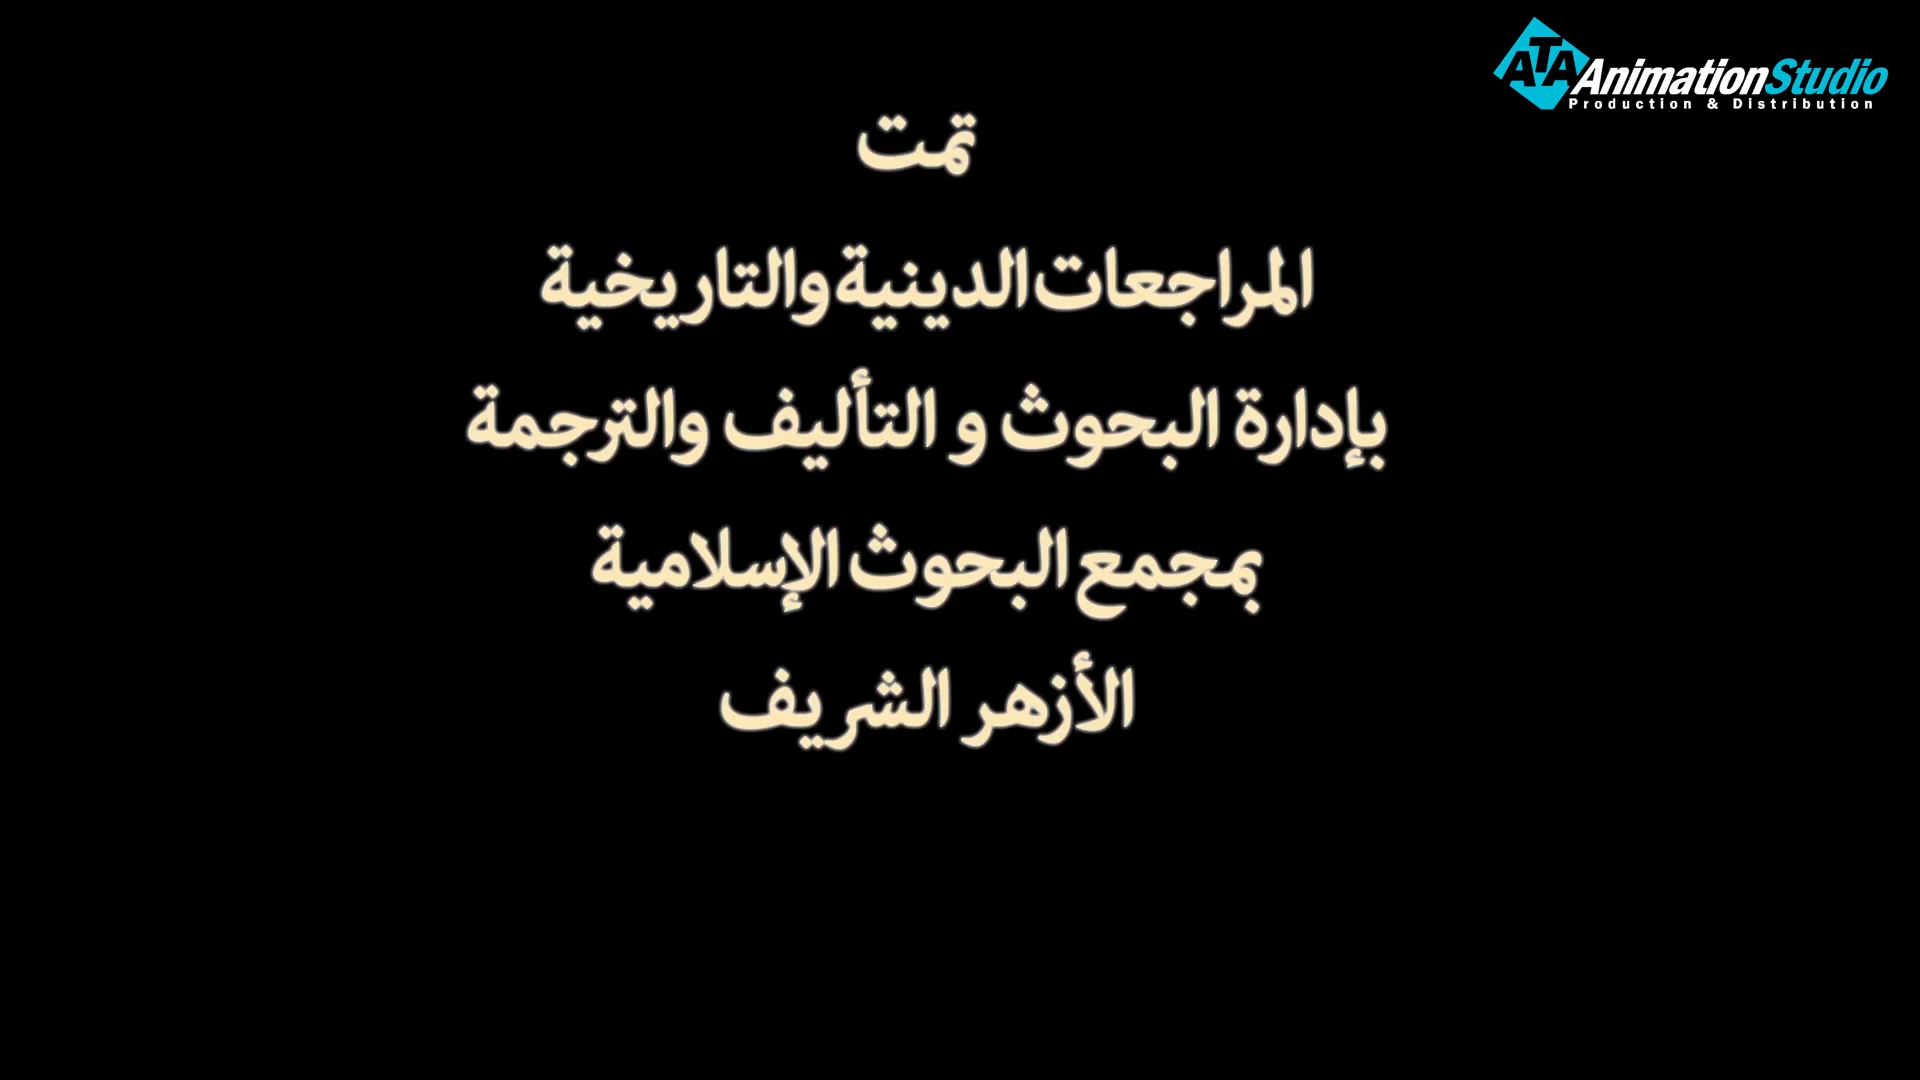 ATA AnimationStudio
Production & Distribution
تمت
المراجعات الدينية والتاريخية
بإدارة البحوث و التأليف والترجمة
بمجمع البحوث الإسلامية
الأزهر الشريف